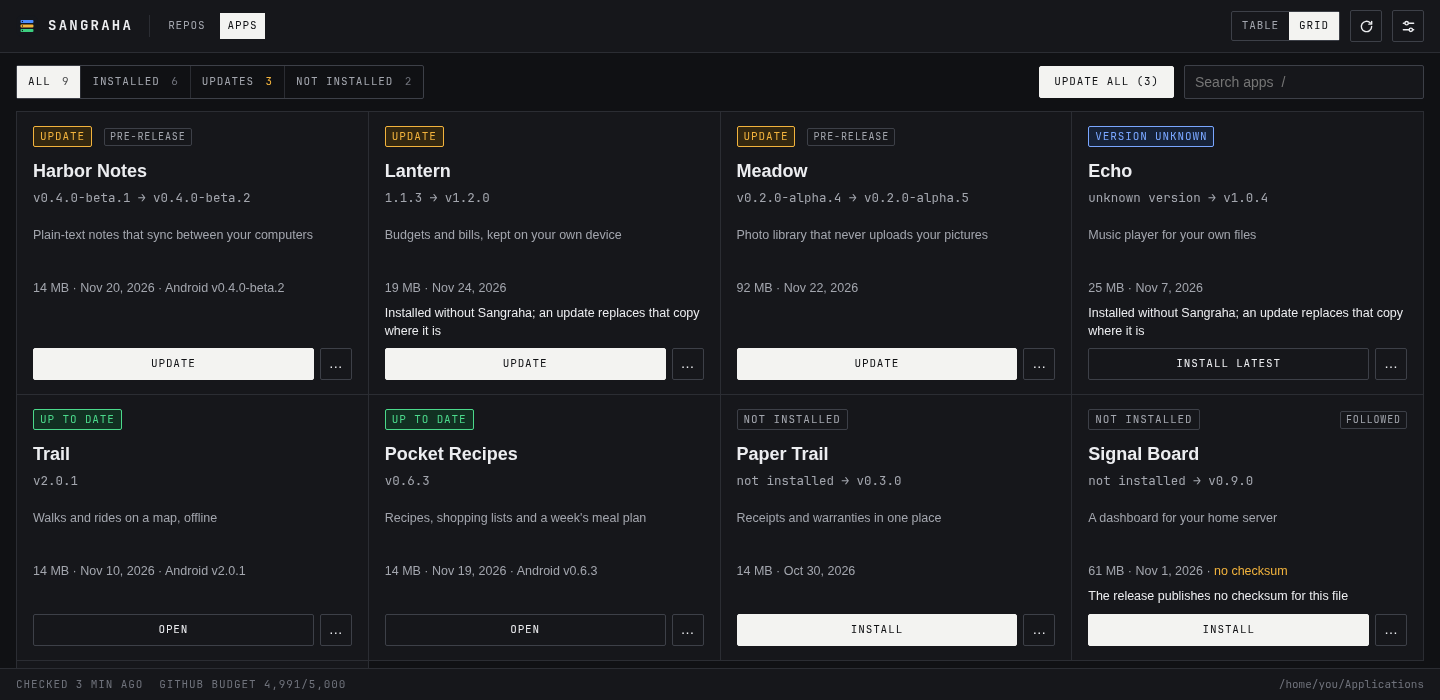 SANGRAHA REPOS APPS TABLE GRID
ALL 9 INSTALLED 6 UPDATES 3 NOT INSTALLED 2 UPDATE ALL (3) Search apps /
UPDATE PRE-RELEASE
Harbor Notes
v0.4.0-beta.1 → v0.4.0-beta.2
Plain-text notes that sync between your computers
14 MB · Nov 20, 2026 · Android v0.4.0-beta.2
UPDATE ...
UPDATE
Lantern
1.1.3 → v1.2.0
Budgets and bills, kept on your own device
19 MB · Nov 24, 2026
Installed without Sangraha; an update replaces that copy
where it is
UPDATE ...
UPDATE PRE-RELEASE
Meadow
v0.2.0-alpha.4 → v0.2.0-alpha.5
Photo library that never uploads your pictures
92 MB · Nov 22, 2026
UPDATE ...
VERSION UNKNOWN
Echo
unknown version → v1.0.4
Music player for your own files
25 MB · Nov 7, 2026
Installed without Sangraha; an update replaces that copy
where it is
INSTALL LATEST ...
UP TO DATE
Trail
v2.0.1
Walks and rides on a map, offline
14 MB · Nov 10, 2026 · Android v2.0.1
OPEN ...
UP TO DATE
Pocket Recipes
v0.6.3
Recipes, shopping lists and a week's meal plan
14 MB · Nov 19, 2026 · Android v0.6.3
OPEN ...
NOT INSTALLED
Paper Trail
not installed → v0.3.0
Receipts and warranties in one place
14 MB · Oct 30, 2026
INSTALL ...
NOT INSTALLED FOLLOWED
Signal Board
not installed → v0.9.0
A dashboard for your home server
61 MB · Nov 1, 2026 · no checksum
The release publishes no checksum for this file
INSTALL ...
CHECKED 3 MIN AGO GITHUB BUDGET 4,991/5,000 /home/you/Applications